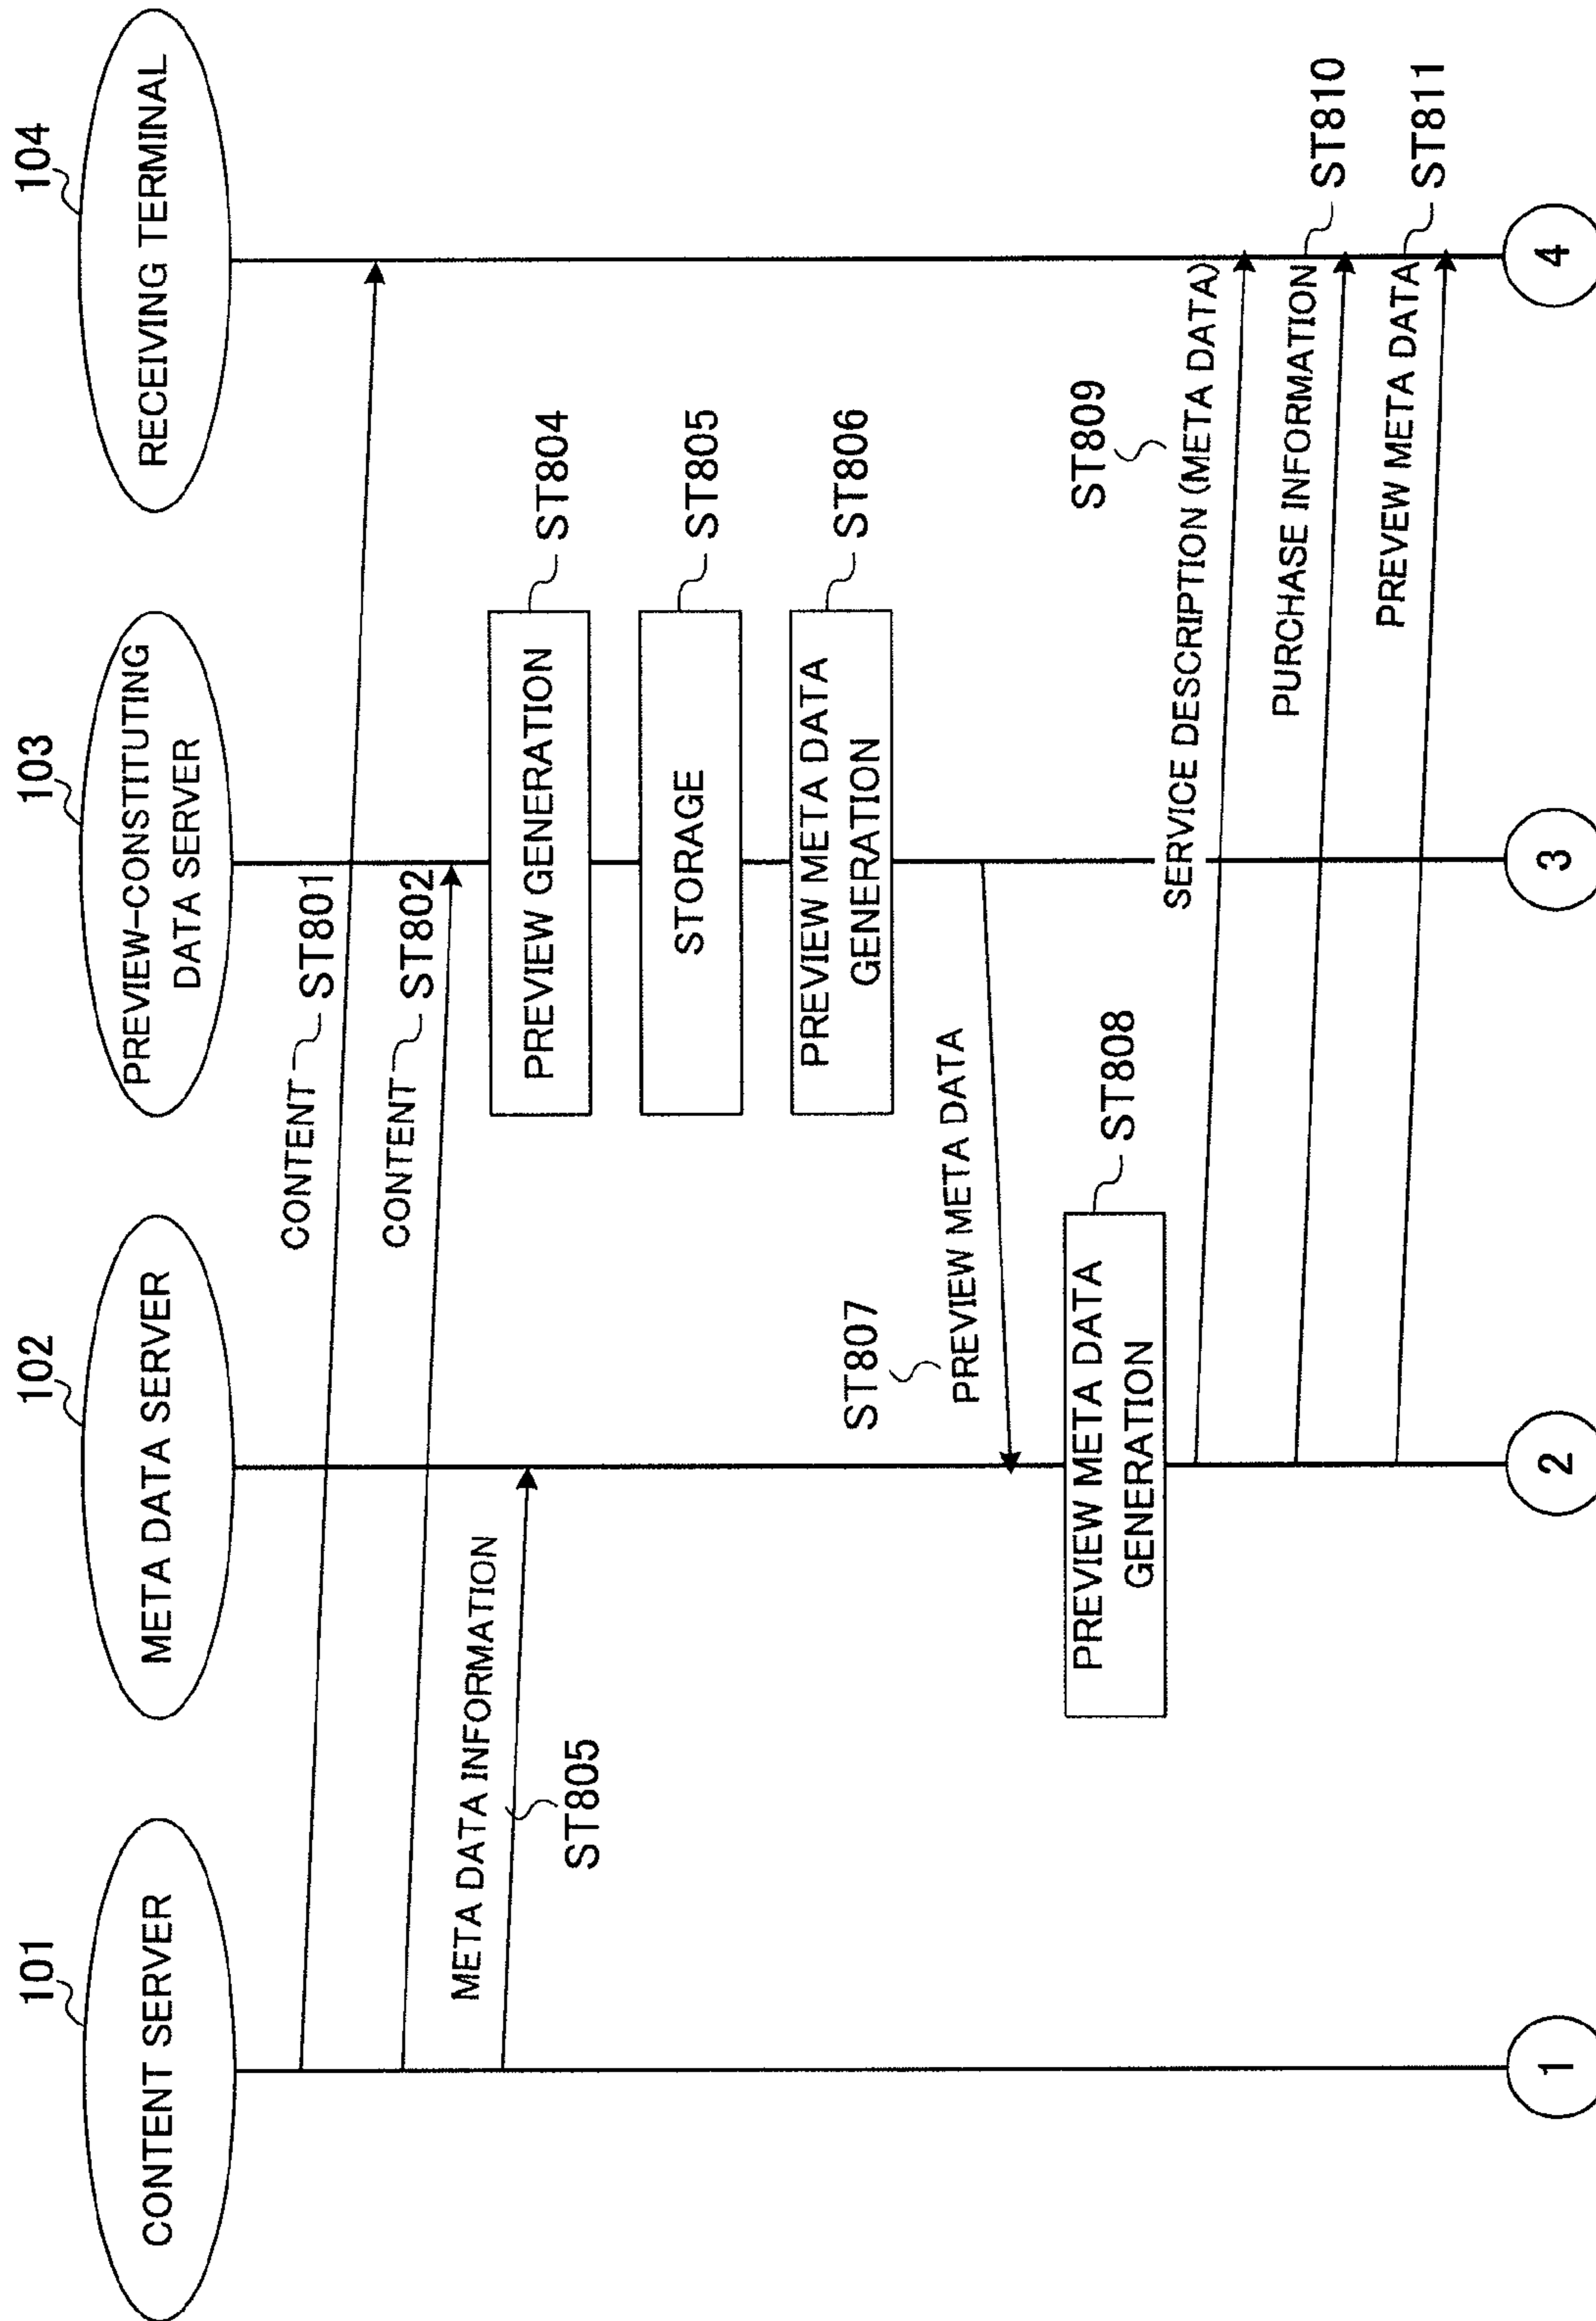 101
102
103
104
CONTENT SERVER
META DATA SERVER
PREVIEW-CONSTITUTING
DATA SERVER
RECEIVING TERMINAL
CONTENT
ST801
CONTENT
ST802
META DATA INFORMATION
ST805
PREVIEW GENERATION
ST804
STORAGE
ST805
PREVIEW META DATA
GENERATION
ST806
ST807
PREVIEW META DATA
PREVIEW META DATA
GENERATION
ST808
ST809
SERVICE DESCRIPTION (META DATA)
PURCHASE INFORMATION
ST810
PREVIEW META DATA
ST811
1
2
3
4